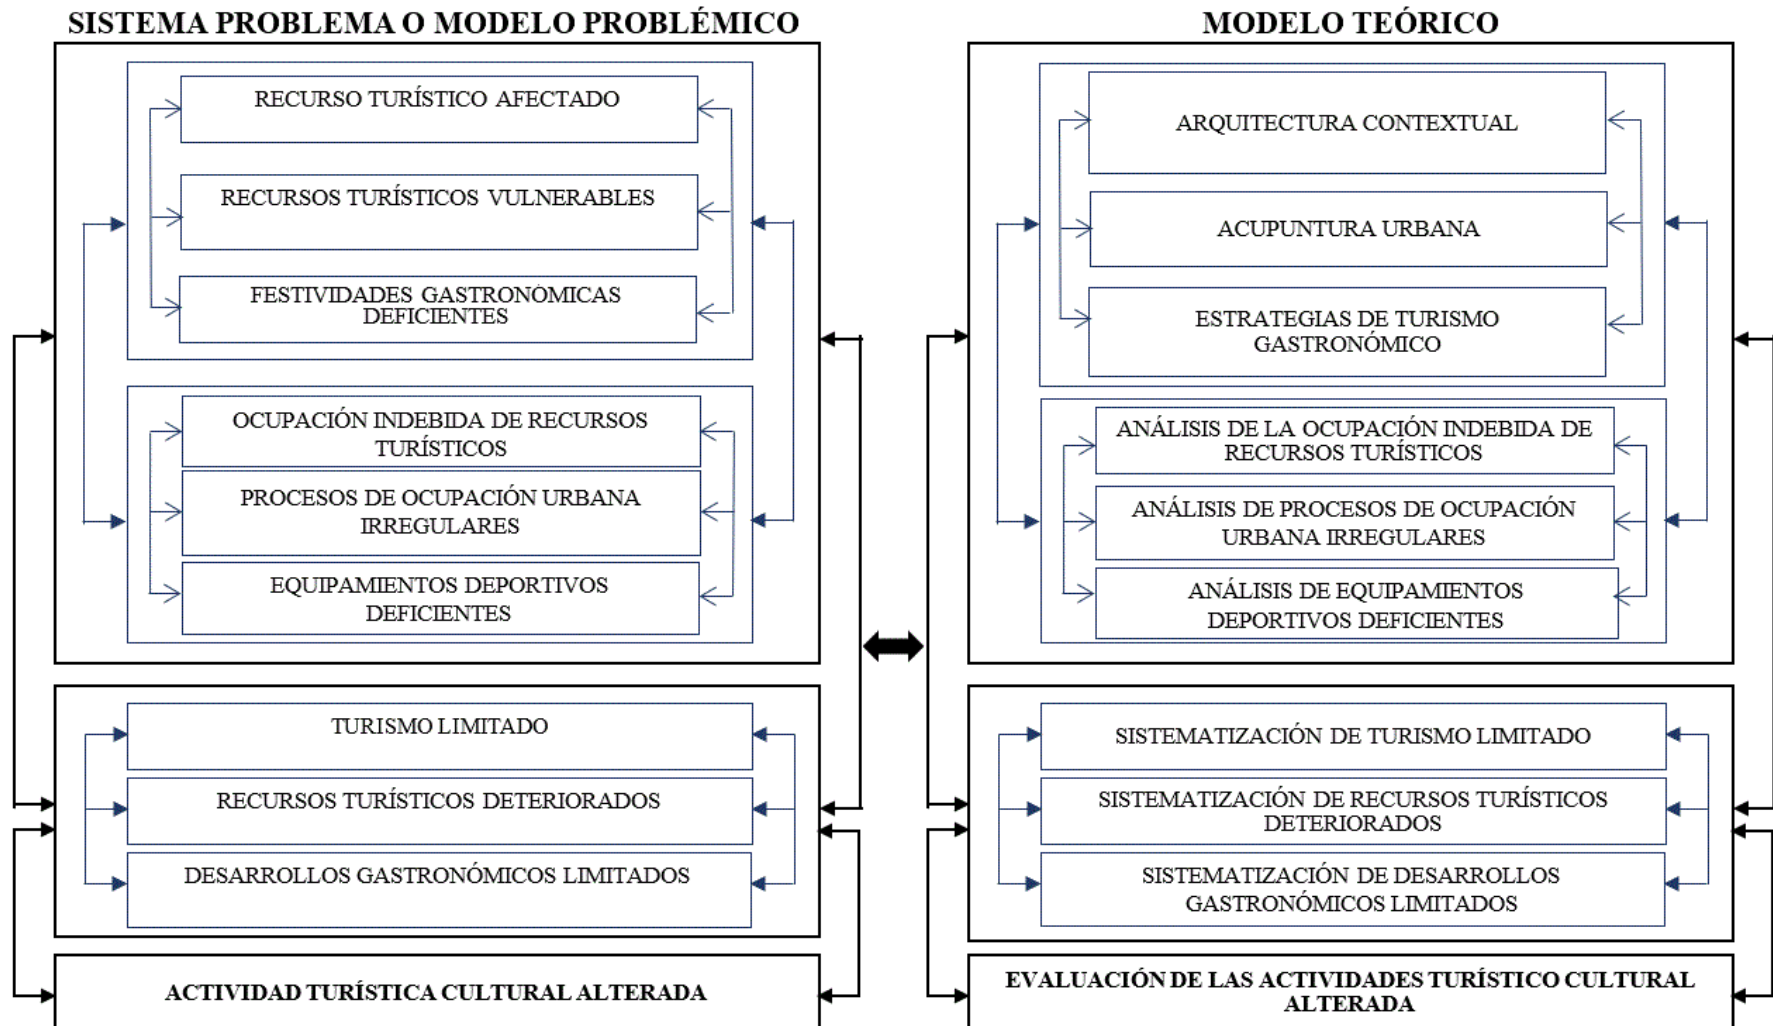 SISTEMA PROBLEMA O MODELO PROBLÉMICO
RECURSO TURÍSTICO AFECTADO
RECURSOS TURÍSTICOS VULNERABLES
FESTIVIDADES GASTRONÓMICAS
DEFICIENTES
OCUPACIÓN INDEBIDA DE RECURSOS
TURÍSTICOS
PROCESOS DE OCUPACIÓN URBANA
IRREGULARES
EQUIPAMIENTOS DEPORTIVOS
DEFICIENTES
TURISMO LIMITADO
RECURSOS TURÍSTICOS DETERIORADOS
DESARROLLOS GASTRONÓMICOS LIMITADOS
ACTIVIDAD TURÍSTICA CULTURAL ALTERADA
MODELO TEÓRICO
ARQUITECTURA CONTEXTUAL
ACUPUNTURA URBANA
ESTRATEGIAS DE TURISMO
GASTRONÓMICO
ANÁLISIS DE LA OCUPACIÓN INDEBIDA DE
RECURSOS TURÍSTICOS
ANÁLISIS DE PROCESOS DE OCUPACIÓN
URBANA IRREGULARES
ANÁLISIS DE EQUIPAMIENTOS
DEPORTIVOS DEFICIENTES
SISTEMATIZACIÓN DE TURISMO LIMITADO
SISTEMATIZACIÓN DE RECURSOS TURÍSTICOS
DETERIORADOS
SISTEMATIZACIÓN DE DESARROLLOS
GASTRONÓMICOS LIMITADOS
EVALUACIÓN DE LAS ACTIVIDADES TURÍSTICO CULTURAL
ALTERADA